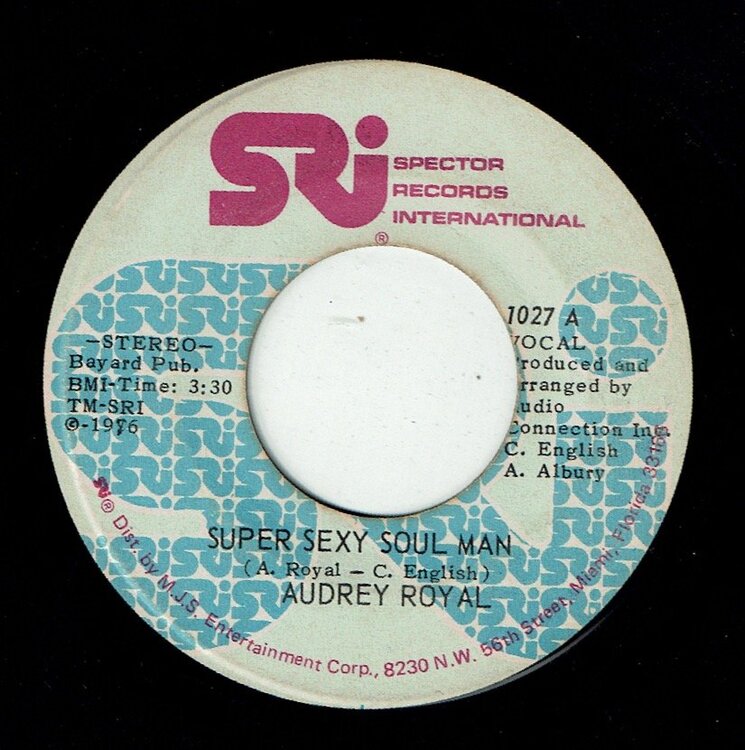 SRi
SPECTOR
RECORDS
INTERNATIONAL
®
—STEREO—
Bayard Pub.
BMI-Time: 3:30
TM-SRI
©-1976
1027 A
VOCAL
Produced and
Arranged by
Audio
Connection Inc.
C. English
A. Albury
SUPER SEXY SOUL MAN
(A. Royal — C. English)
AUDREY ROYAL
SRi ® Dist. by M.J.S. Entertainment Corp., 8230 N.W. 56th Street, Miami, Florida 33166